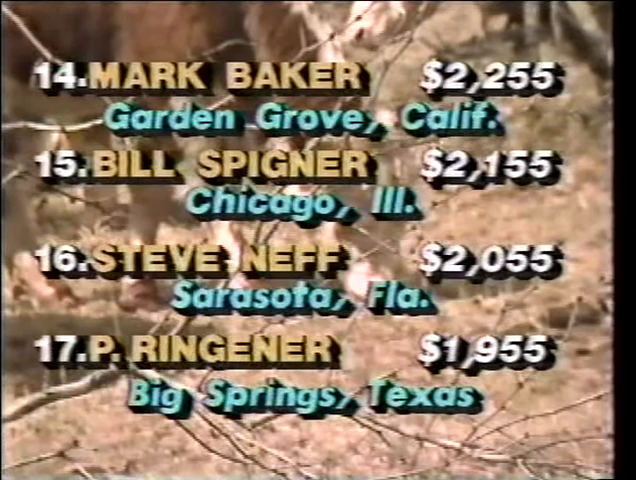 14. MARK BAKER $2,255
Garden Grove, Calif.
15. BILL SPIGNER $2,155
Chicago, Ill.
16. STEVE NEFF $2,055
Sarasota, Fla.
17. P. RINGENER $1,955
Big Springs, Texas